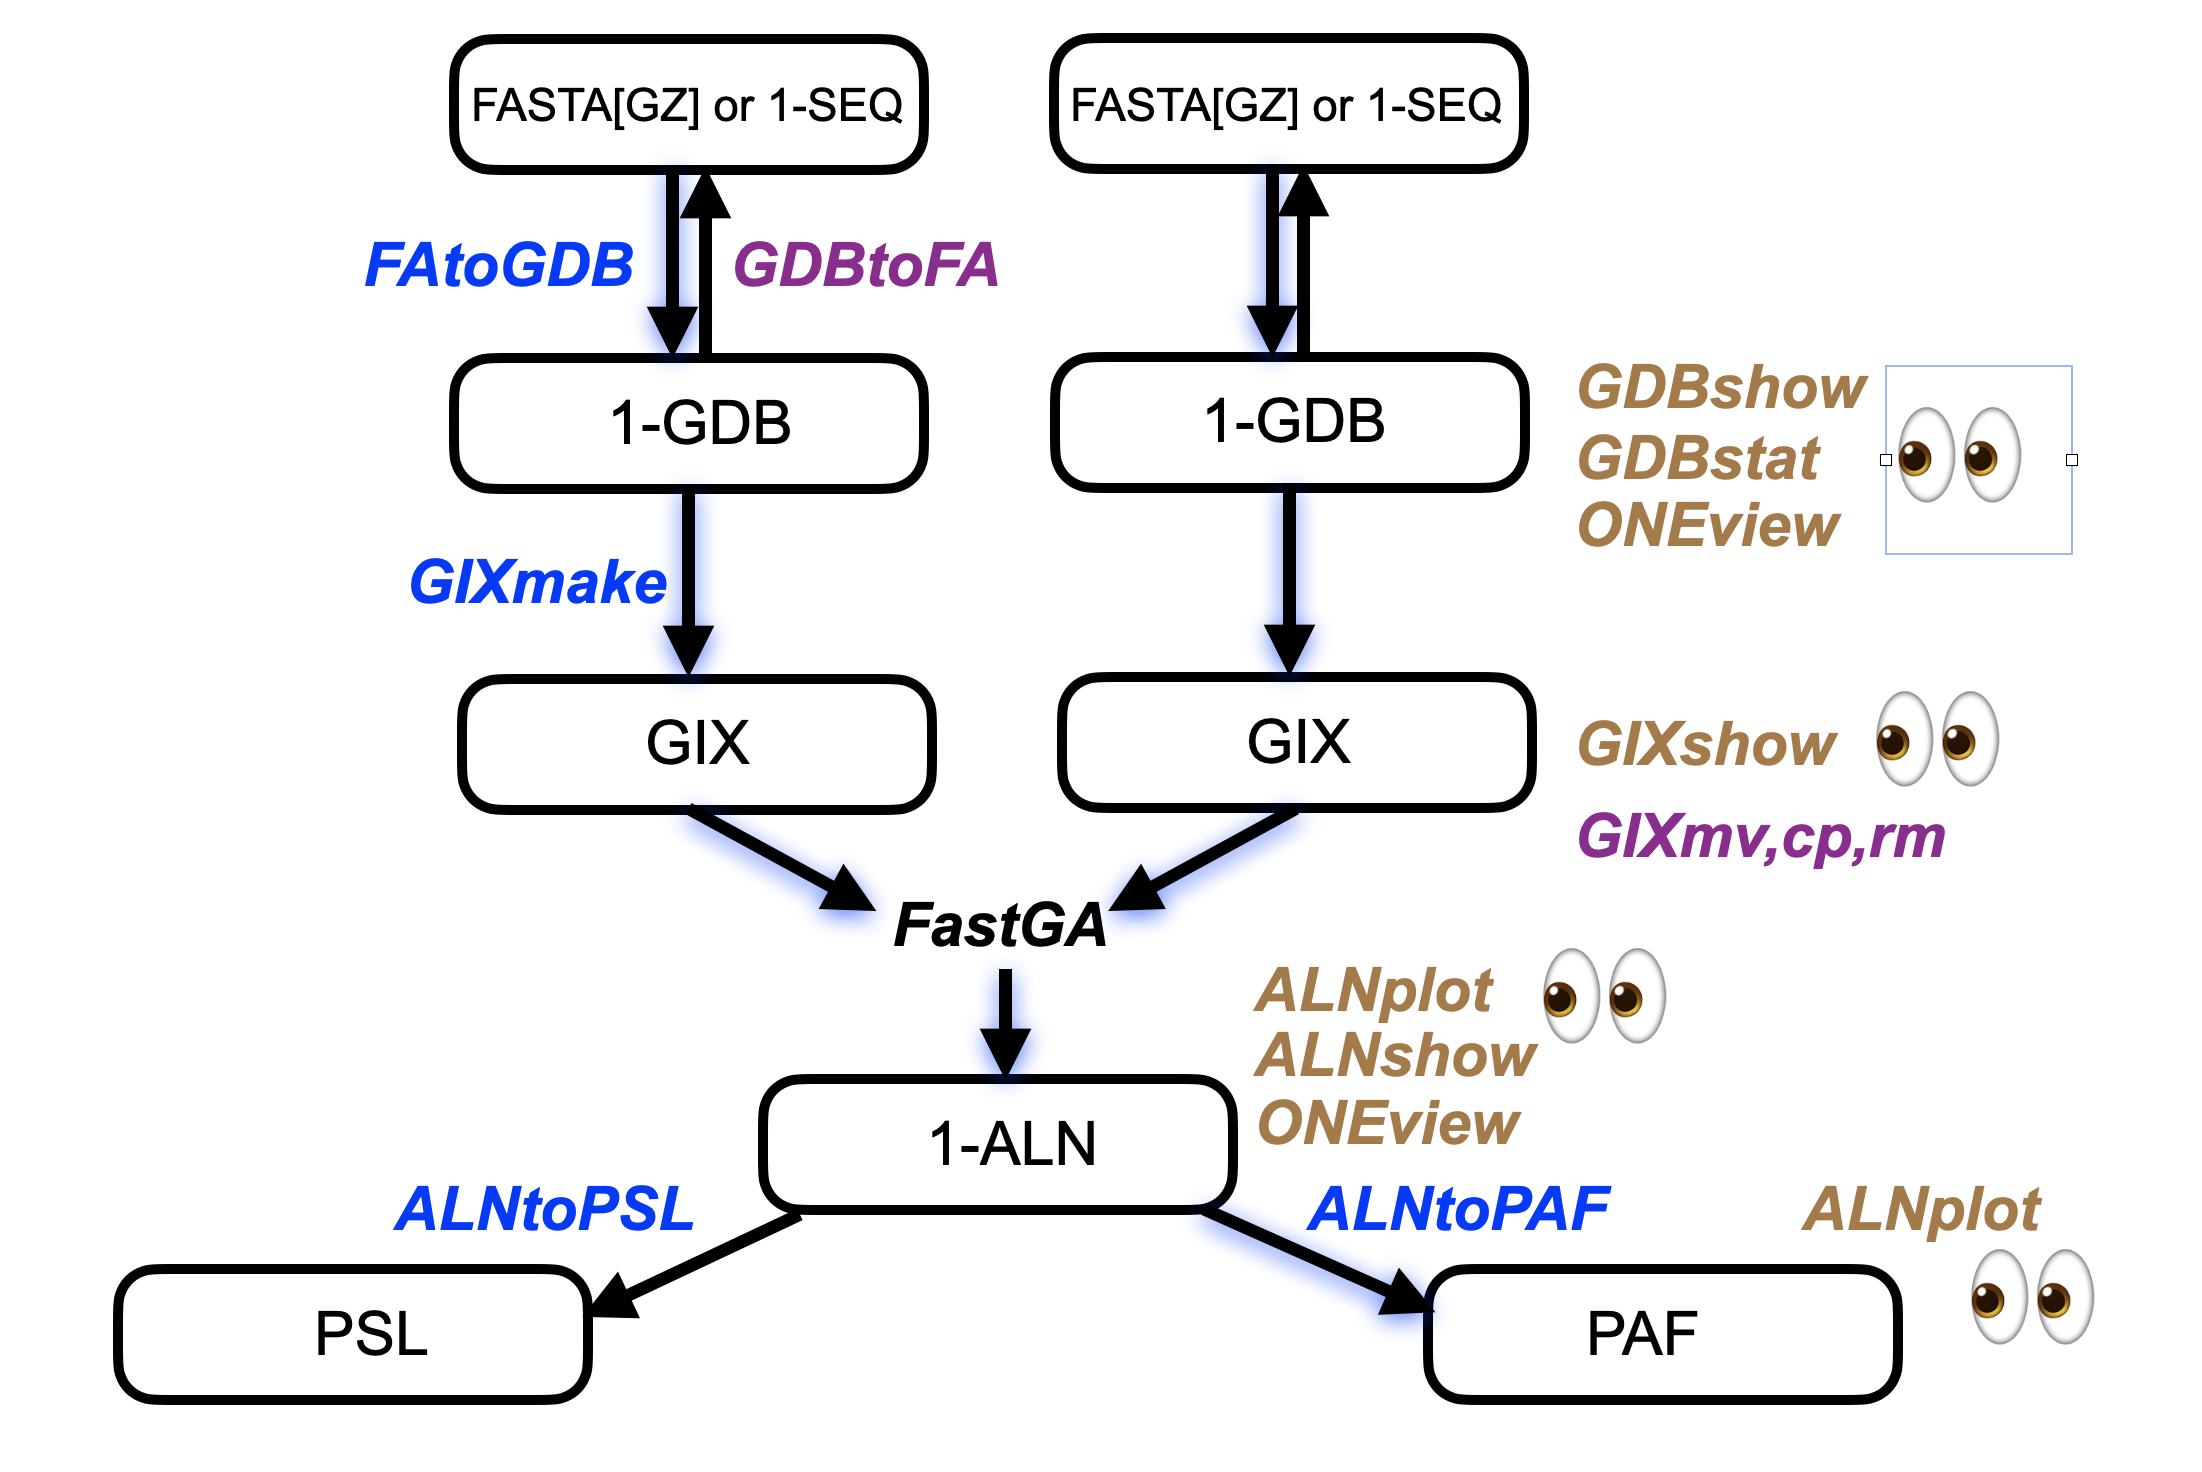 FASTA[GZ] or 1-SEQ
FASTA[GZ] or 1-SEQ
FAtoGDB
GDBtoFA
1-GDB
1-GDB
GDBshow
GDBstat
ONEview
GIXmake
GIX
GIX
GIXshow
GIXmv,cp,rm
FastGA
ALNplot
ALNshow
ONEview
1-ALN
ALNtoPSL
ALNtoPAF
ALNplot
PSL
PAF